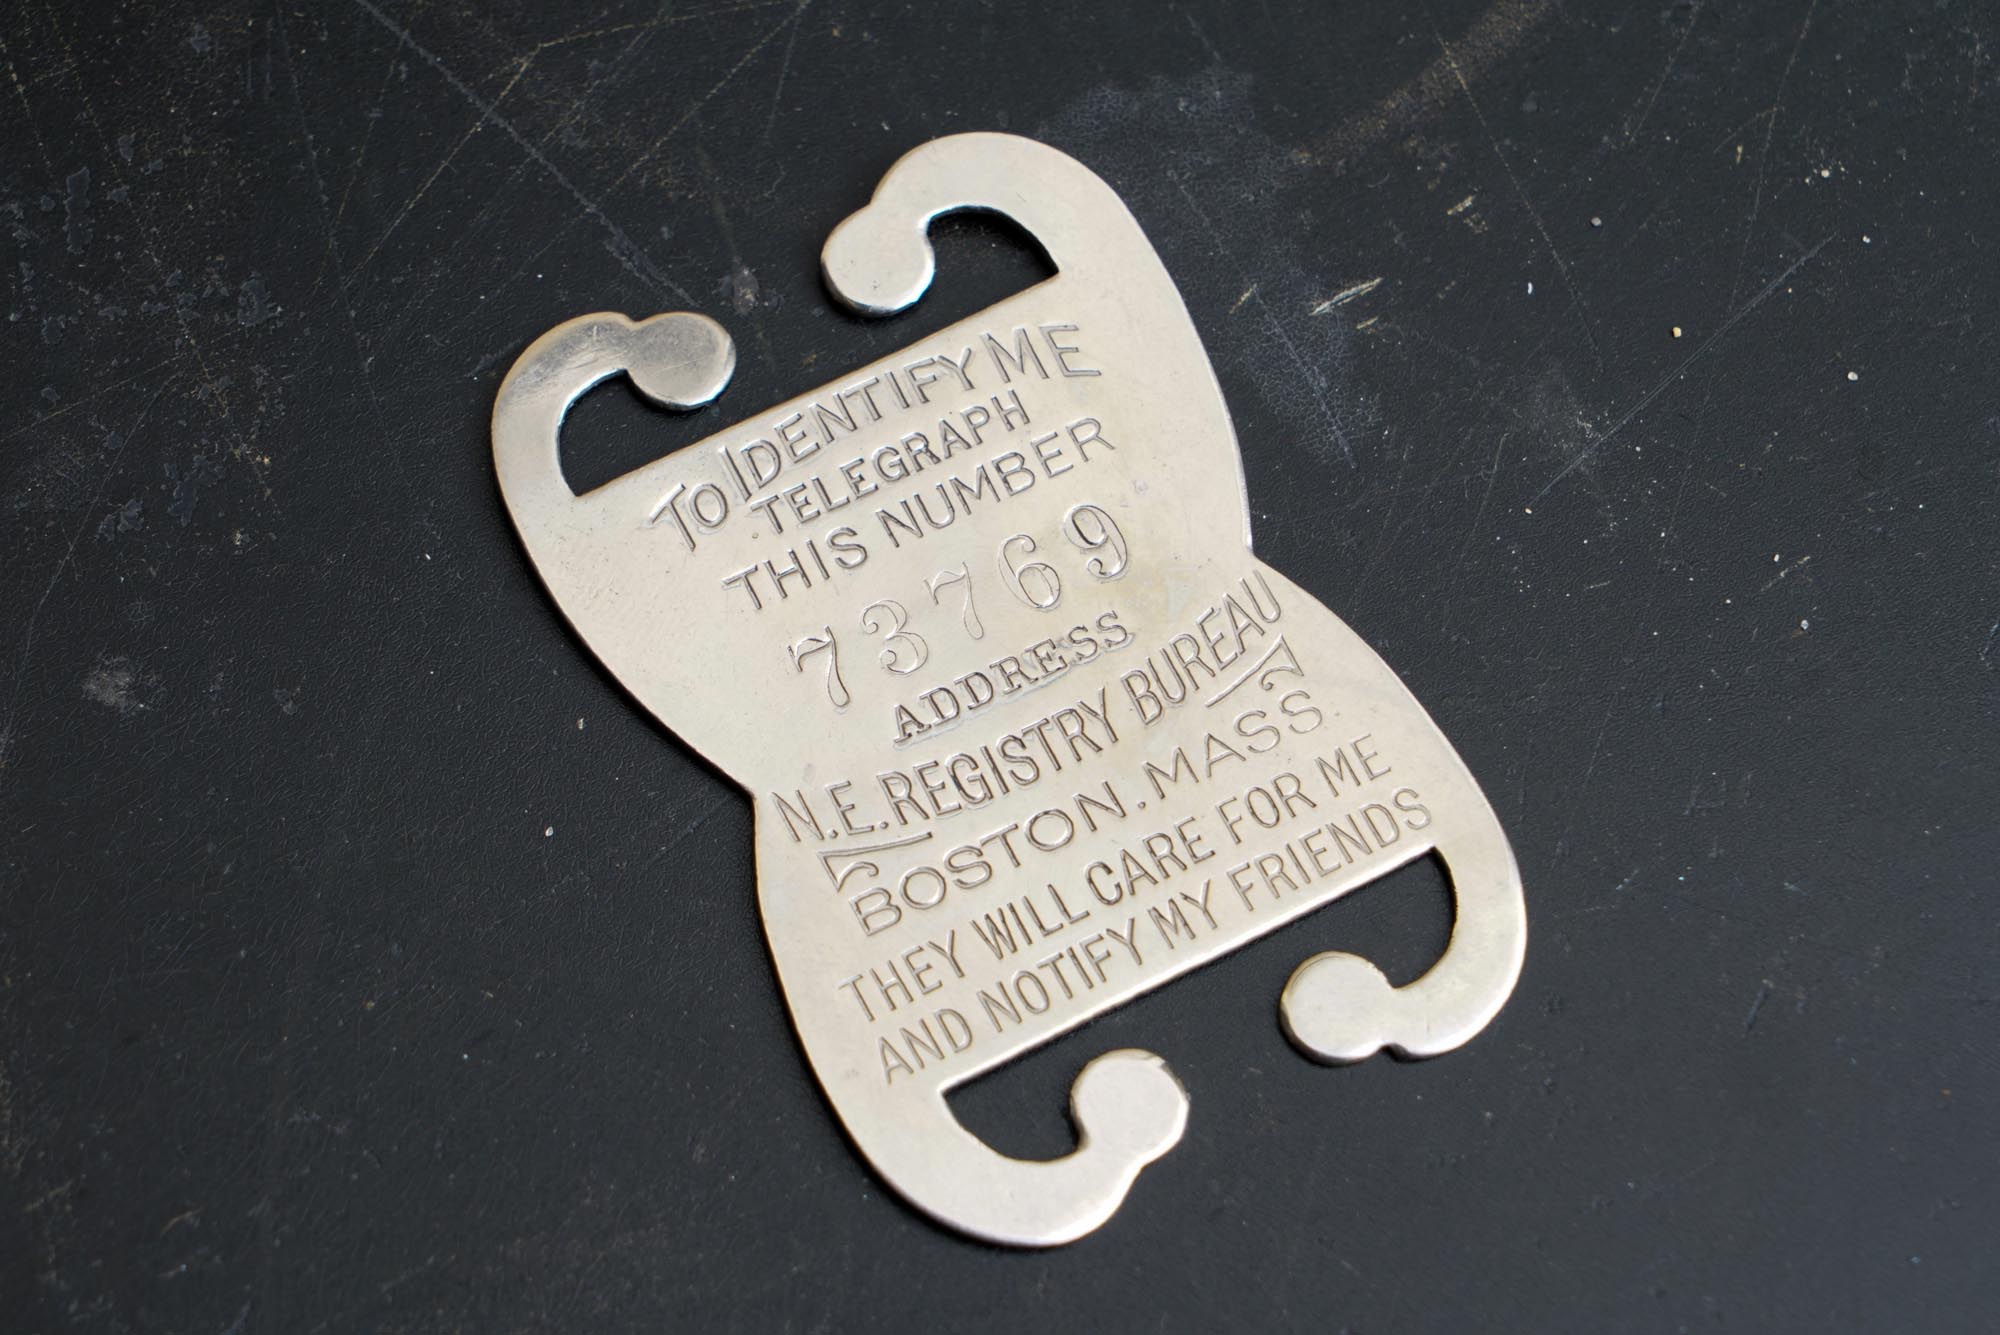 TO IDENTIFY ME
TELEGRAPH
THIS NUMBER
73769
ADDRESS
N.E. REGISTRY BUREAU
BOSTON. MASS
THEY WILL CARE FOR ME
AND NOTIFY MY FRIENDS